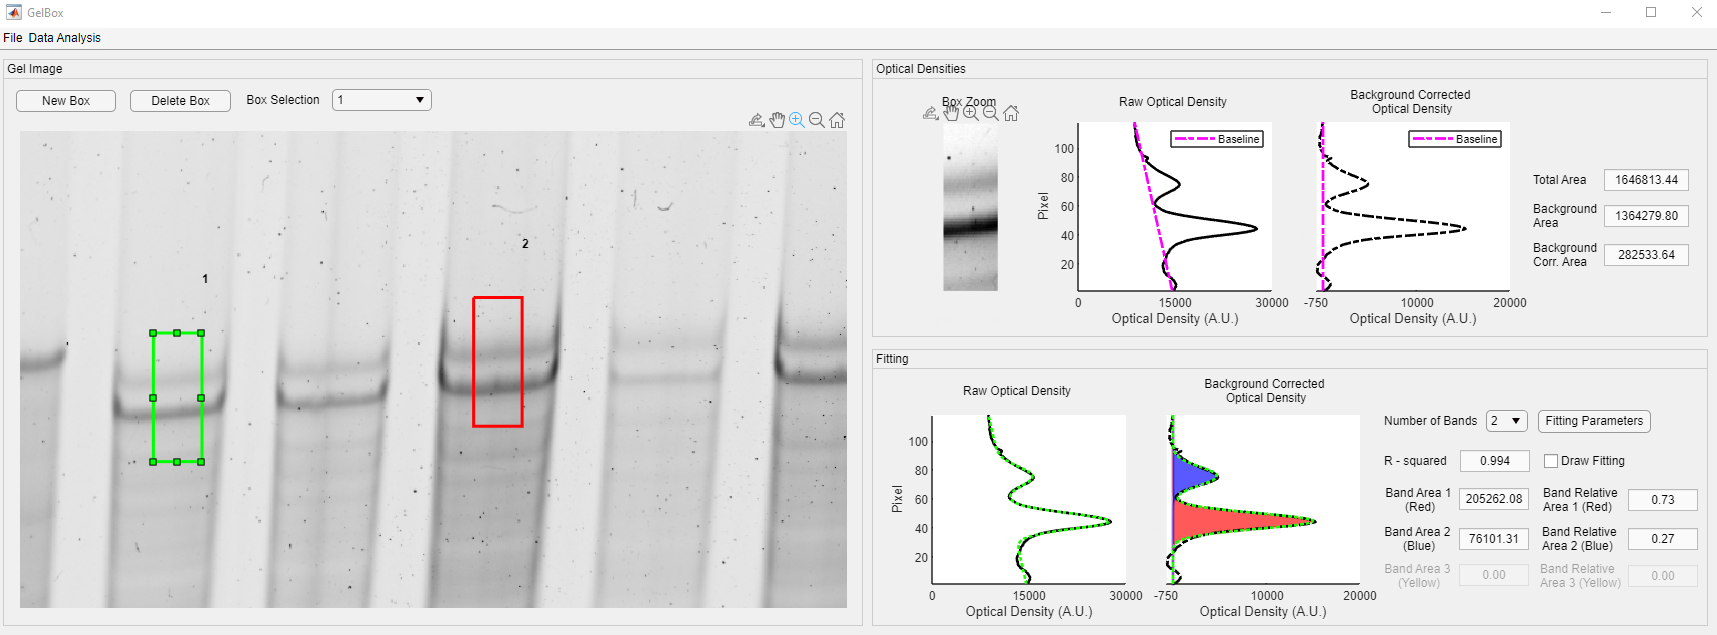 GelBox
File Data Analysis
Gel Image
New Box Delete Box Box Selection 1
1
2
Optical Densities
Box Zoom
Raw Optical Density
Baseline
100
80
60
40
20
Pixel
0 15000 30000
Optical Density (A.U.)
Background Corrected
Optical Density
Baseline
-750 10000 20000
Optical Density (A.U.)
Total Area 1646813.44
Background
Area 1364279.80
Background
Corr. Area 282533.64
Fitting
Raw Optical Density
100
80
60
40
20
Pixel
0 15000 30000
Optical Density (A.U.)
Background Corrected
Optical Density
-750 10000 20000
Optical Density (A.U.)
Number of Bands 2 Fitting Parameters
R - squared 0.994 Draw Fitting
Band Area 1
(Red) 205262.08
Band Relative
Area 1 (Red) 0.73
Band Area 2
(Blue) 76101.31
Band Relative
Area 2 (Blue) 0.27
Band Area 3
(Yellow) 0.00
Band Relative
Area 3 (Yellow) 0.00